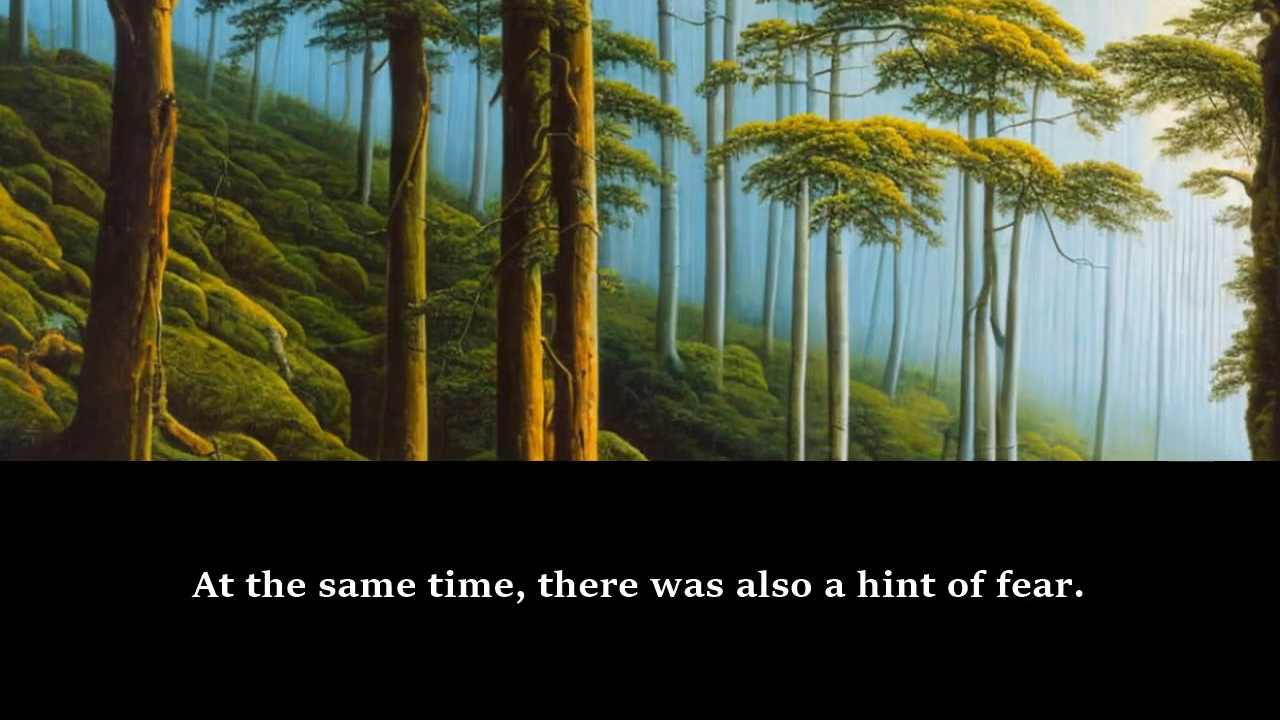 At the same time, there was also a hint of fear.